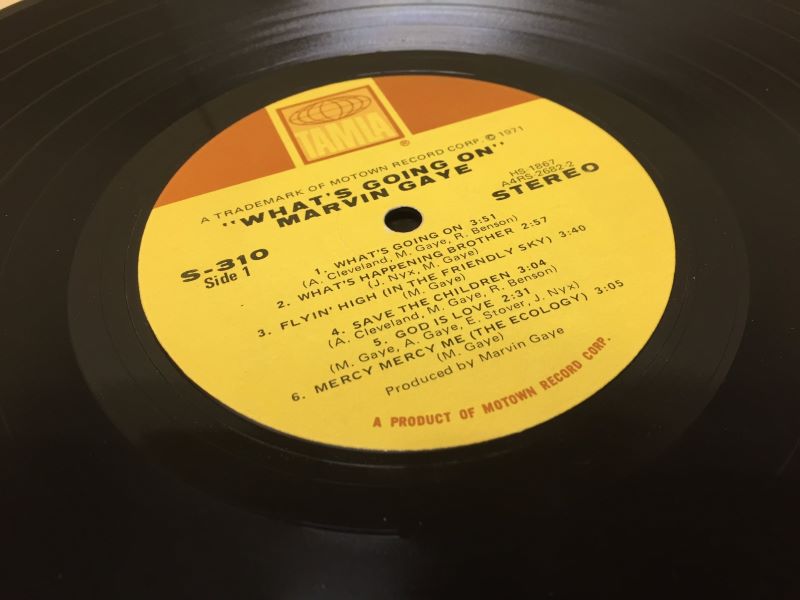 TAMLA
®
A TRADEMARK OF MOTOWN RECORD CORP. © 1971
"WHAT'S GOING ON"
MARVIN GAYE
HS-1867
A4RS-2682-2
STEREO
S-310
Side 1
1. WHAT'S GOING ON 3:51
(A. Cleveland, M. Gaye, R. Benson)
2. WHAT'S HAPPENING BROTHER 2:57
(J. Nyx, M. Gaye)
3. FLYIN' HIGH (IN THE FRIENDLY SKY) 3:40
(M. Gaye)
4. SAVE THE CHILDREN 3:04
(A. Cleveland, M. Gaye, R. Benson)
5. GOD IS LOVE 2:31
(M. Gaye, A. Gaye, E. Stover, J. Nyx)
6. MERCY MERCY ME (THE ECOLOGY) 3:05
(M. Gaye)
Produced by Marvin Gaye
A PRODUCT OF MOTOWN RECORD CORP.